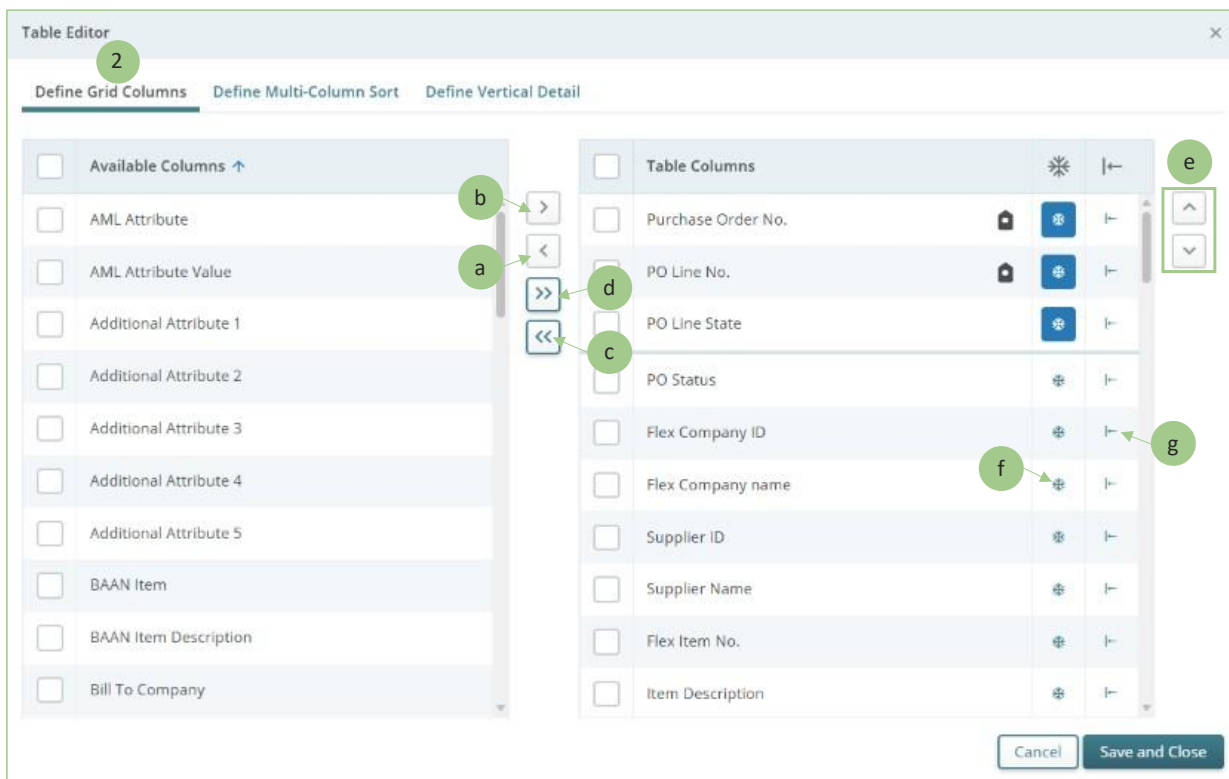 Table Editor ×
2
Define Grid Columns Define Multi-Column Sort Define Vertical Detail
Available Columns ↑
AML Attribute
AML Attribute Value
Additional Attribute 1
Additional Attribute 2
Additional Attribute 3
Additional Attribute 4
Additional Attribute 5
BAAN Item
BAAN Item Description
Bill To Company
b >
a <
>> d
<< c
Table Columns
Purchase Order No.
PO Line No.
PO Line State
PO Status
Flex Company ID
Flex Company name
Supplier ID
Supplier Name
Flex Item No.
Item Description
e
g
f
Cancel Save and Close